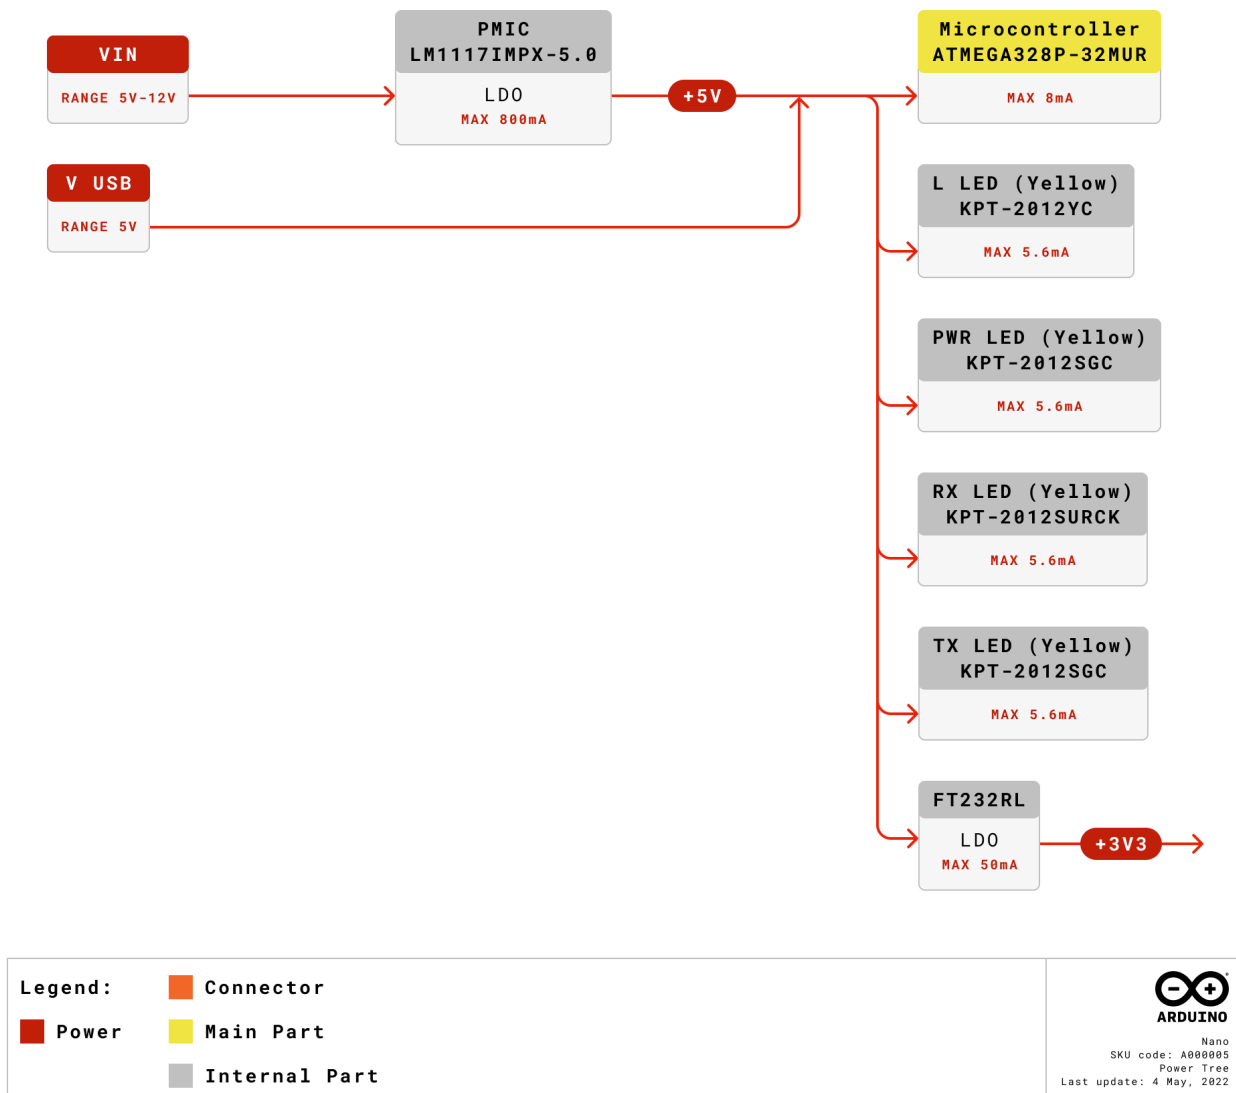 VIN
RANGE 5V-12V
V USB
RANGE 5V
PMIC
LM1117IMPX-5.0
LDO
MAX 800mA
+5V
Microcontroller
ATMEGA328P-32MUR
MAX 8mA
L LED (Yellow)
KPT-2012YC
MAX 5.6mA
PWR LED (Yellow)
KPT-2012SGC
MAX 5.6mA
RX LED (Yellow)
KPT-2012SURCK
MAX 5.6mA
TX LED (Yellow)
KPT-2012SGC
MAX 5.6mA
FT232RL
LDO
MAX 50mA
+3V3
Legend:
Power
Connector
Main Part
Internal Part
ARDUINO
Nano
SKU code: A000005
Power Tree
Last update: 4 May, 2022